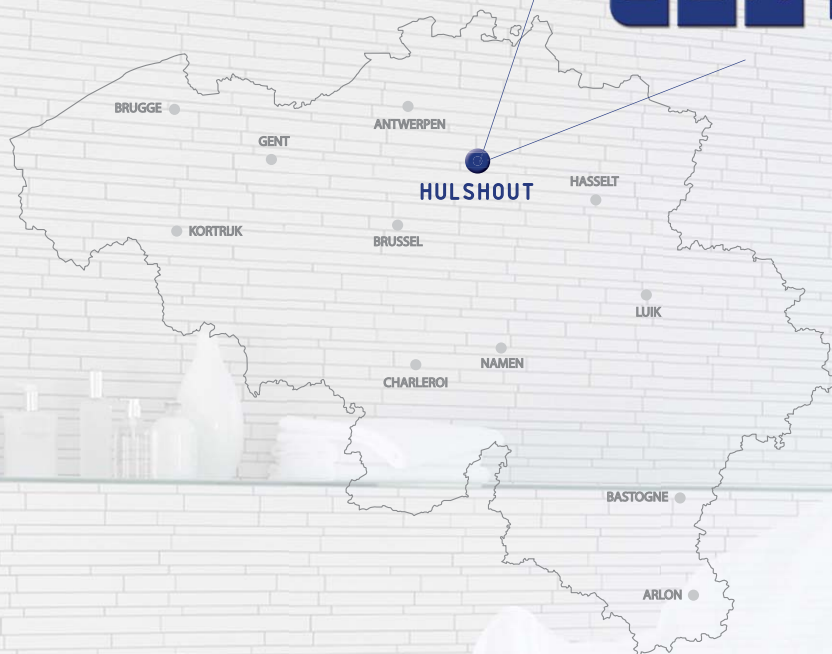 BRUGGE
ANTWERPEN
GENT
HULSHOUT
HASSELT
KORTRIJK
BRUSSEL
LUIK
NAMEN
CHARLEROI
BASTOGNE
ARLON